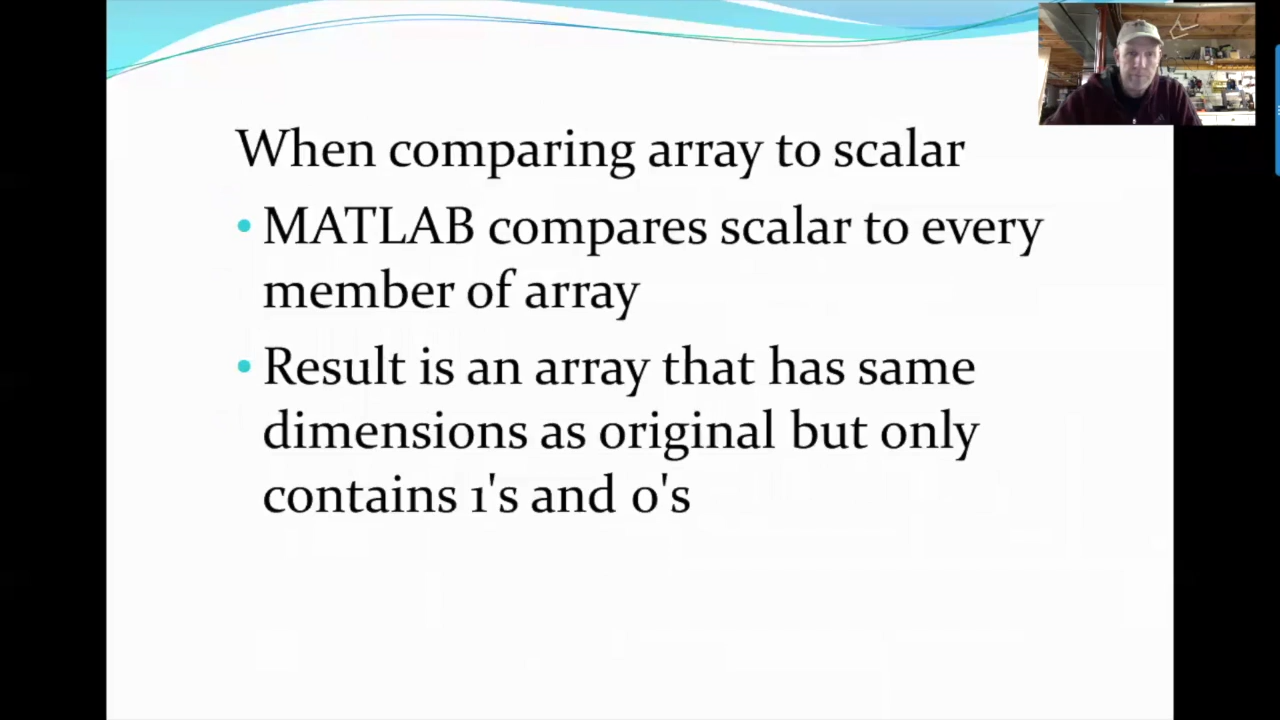 When comparing array to scalar
• MATLAB compares scalar to every
member of array
• Result is an array that has same
dimensions as original but only
contains 1's and 0's